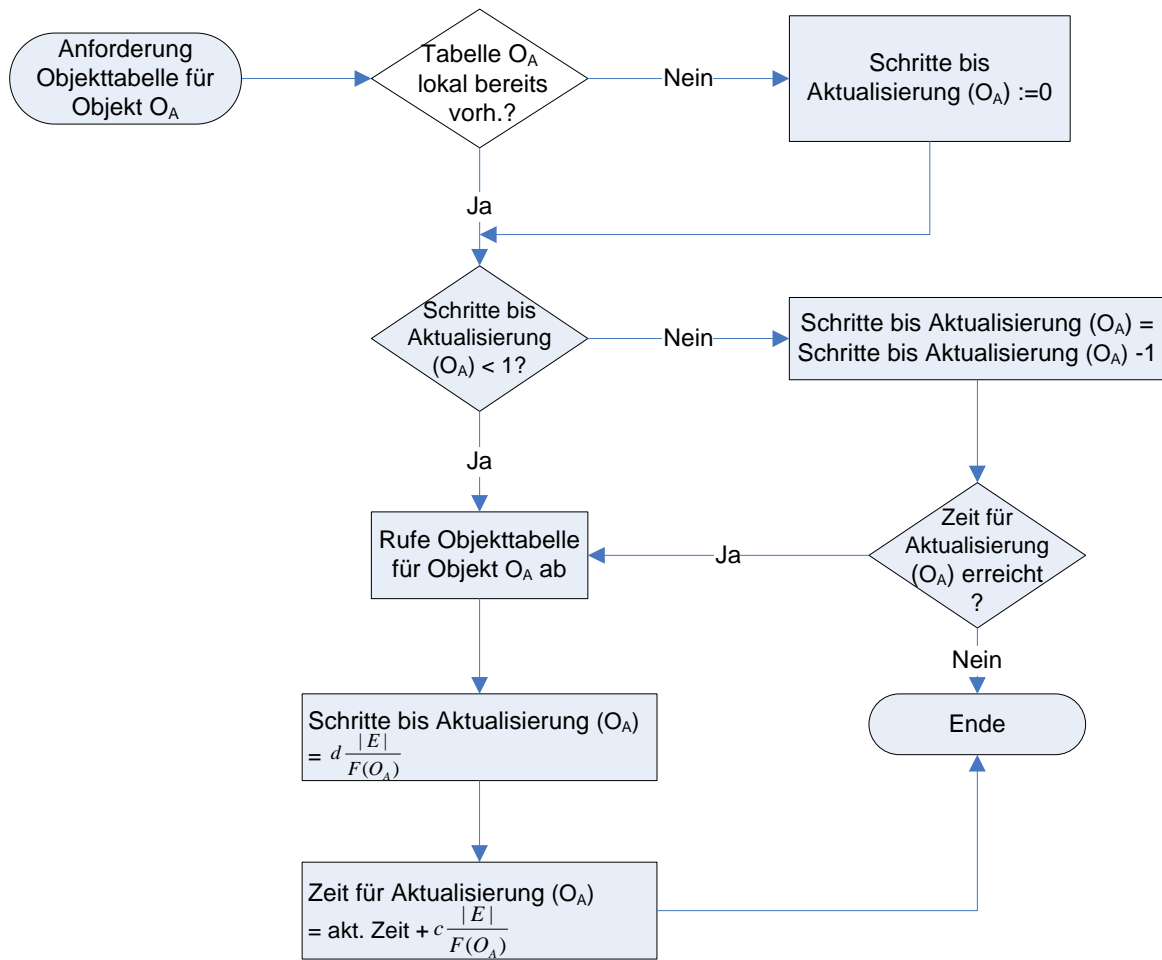 Anforderung
Objekttabelle für
Objekt O_A
Tabelle O_A
lokal bereits
vorh.?
Nein
Schritte bis
Aktualisierung (O_A) :=0
Ja
Schritte bis
Aktualisierung
(O_A) < 1?
Nein
Schritte bis Aktualisierung (O_A) =
Schritte bis Aktualisierung (O_A) -1
Ja
Rufe Objekttabelle
für Objekt O_A ab
Ja
Zeit für
Aktualisierung
(O_A) erreicht
?
Nein
Ende
Schritte bis Aktualisierung (O_A)
= d |E| / F(O_A)
Zeit für Aktualisierung (O_A)
= akt. Zeit + c |E| / F(O_A)